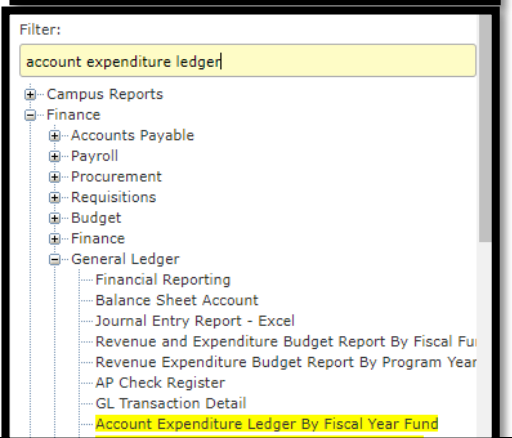 Filter:
account expenditure ledger
Campus Reports
Finance
Accounts Payable
Payroll
Procurement
Requisitions
Budget
Finance
General Ledger
Financial Reporting
Balance Sheet Account
Journal Entry Report - Excel
Revenue and Expenditure Budget Report By Fiscal Fu
Revenue Expenditure Budget Report By Program Year
AP Check Register
GL Transaction Detail
Account Expenditure Ledger By Fiscal Year Fund